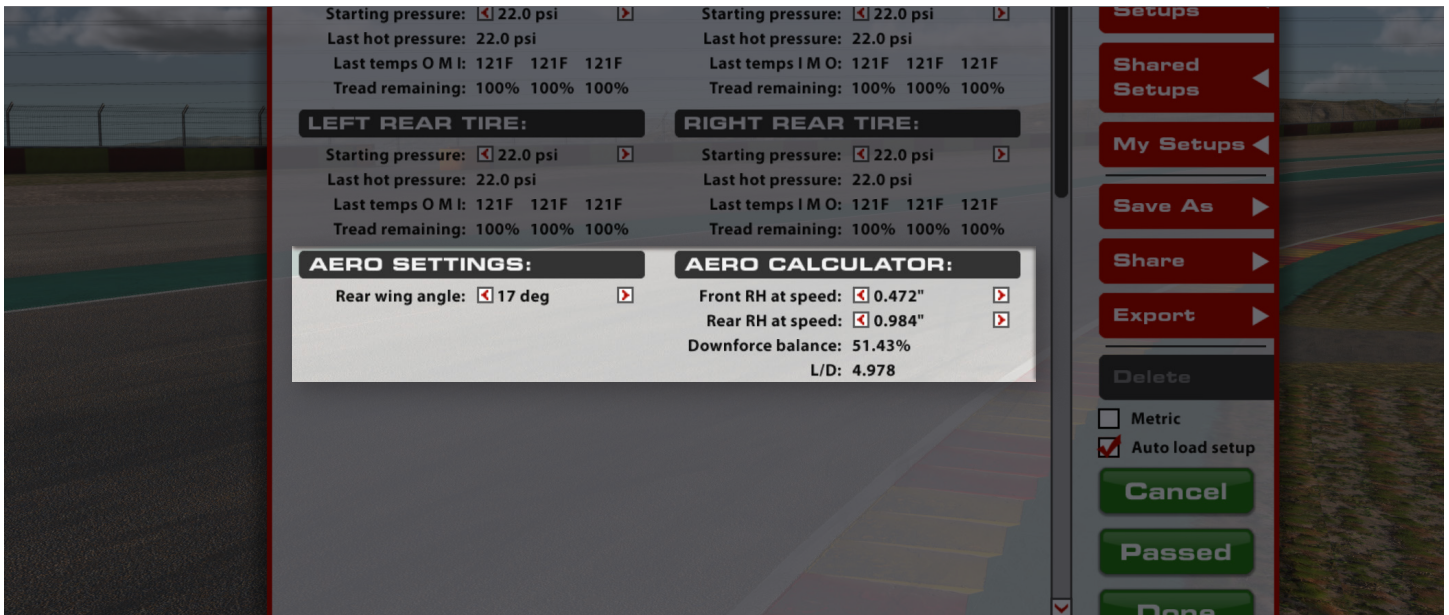 Starting pressure: 22.0 psi
Last hot pressure: 22.0 psi
Last temps O M I: 121F 121F 121F
Tread remaining: 100% 100% 100%
Starting pressure: 22.0 psi
Last hot pressure: 22.0 psi
Last temps I M O: 121F 121F 121F
Tread remaining: 100% 100% 100%
LEFT REAR TIRE:
Starting pressure: 22.0 psi
Last hot pressure: 22.0 psi
Last temps O M I: 121F 121F 121F
Tread remaining: 100% 100% 100%
RIGHT REAR TIRE:
Starting pressure: 22.0 psi
Last hot pressure: 22.0 psi
Last temps I M O: 121F 121F 121F
Tread remaining: 100% 100% 100%
AERO SETTINGS:
Rear wing angle: 17 deg
AERO CALCULATOR:
Front RH at speed: 0.472"
Rear RH at speed: 0.984"
Downforce balance: 51.43%
L/D: 4.978
Setups
Shared
Setups
My Setups
Save As
Share
Export
Delete
Metric
Auto load setup
Cancel
Passed
Done